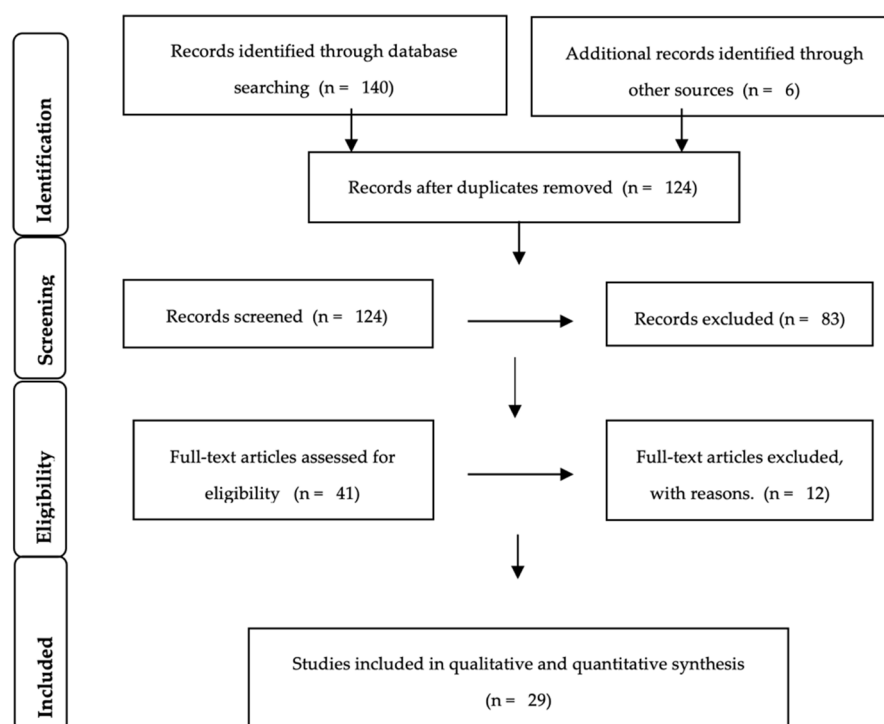 Identification
Records identified through database
searching (n = 140)
Additional records identified through
other sources (n = 6)
Records after duplicates removed (n = 124)
Screening
Records screened (n = 124)
Records excluded (n = 83)
Eligibility
Full-text articles assessed for
eligibility (n = 41)
Full-text articles excluded,
with reasons. (n = 12)
Included
Studies included in qualitative and quantitative synthesis
(n = 29)